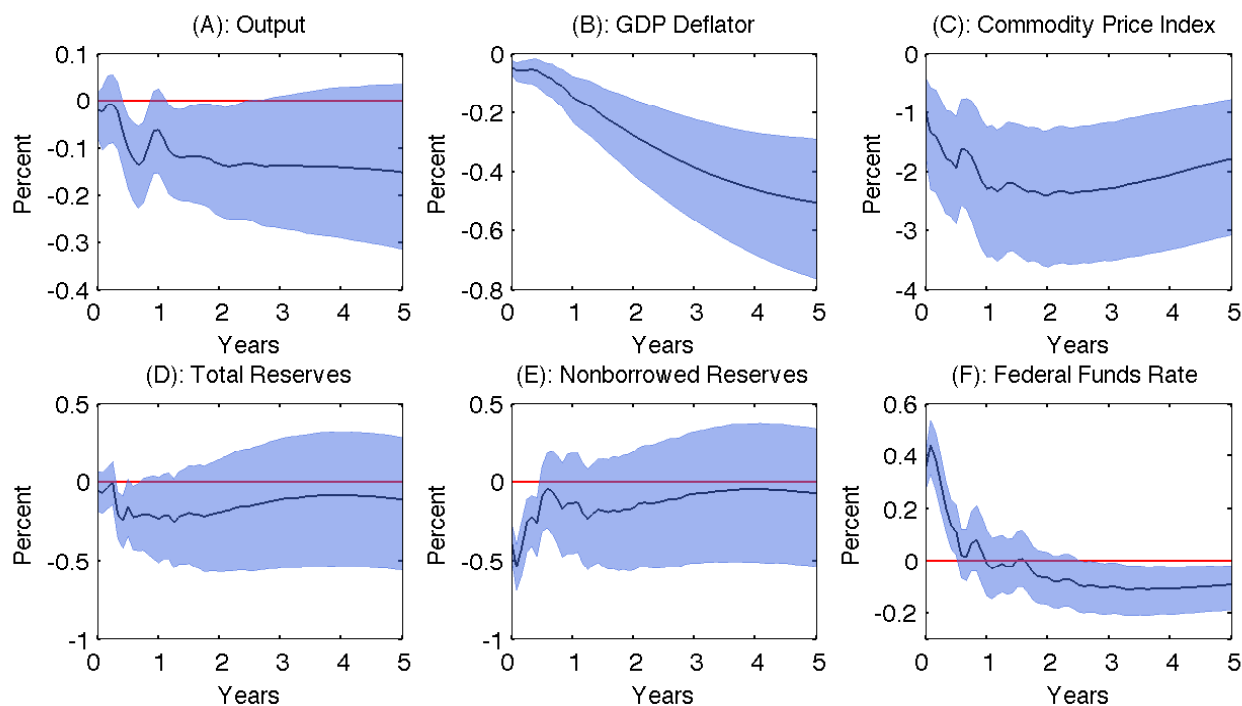 (A): Output
(B): GDP Deflator
(C): Commodity Price Index
0.1
0
-0.1
-0.2
-0.3
-0.4
Percent
0 1 2 3 4 5
Years
0
-0.2
-0.4
-0.6
-0.8
Percent
0 1 2 3 4 5
Years
0
-1
-2
-3
-4
Percent
0 1 2 3 4 5
Years
(D): Total Reserves
(E): Nonborrowed Reserves
(F): Federal Funds Rate
0.5
0
-0.5
-1
Percent
0 1 2 3 4 5
Years
0.5
0
-0.5
-1
Percent
0 1 2 3 4 5
Years
0.6
0.4
0.2
0
-0.2
Percent
0 1 2 3 4 5
Years